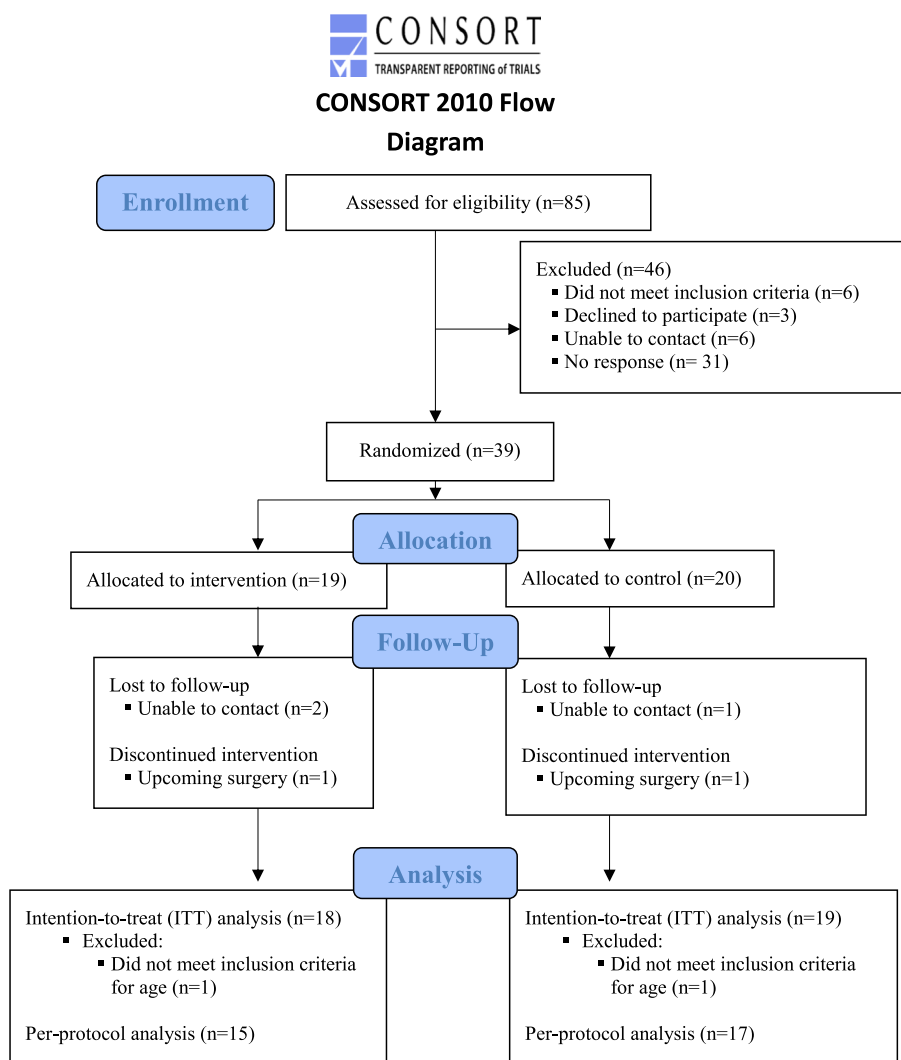 CONSORT
TRANSPARENT REPORTING of TRIALS
CONSORT 2010 Flow
Diagram
Enrollment
Assessed for eligibility (n=85)
Excluded (n=46)
▪ Did not meet inclusion criteria (n=6)
▪ Declined to participate (n=3)
▪ Unable to contact (n=6)
▪ No response (n= 31)
Randomized (n=39)
Allocation
Allocated to intervention (n=19)
Allocated to control (n=20)
Follow-Up
Lost to follow-up
▪ Unable to contact (n=2)
Discontinued intervention
▪ Upcoming surgery (n=1)
Lost to follow-up
▪ Unable to contact (n=1)
Discontinued intervention
▪ Upcoming surgery (n=1)
Analysis
Intention-to-treat (ITT) analysis (n=18)
▪ Excluded:
▪ Did not meet inclusion criteria
for age (n=1)
Per-protocol analysis (n=15)
Intention-to-treat (ITT) analysis (n=19)
▪ Excluded:
▪ Did not meet inclusion criteria
for age (n=1)
Per-protocol analysis (n=17)